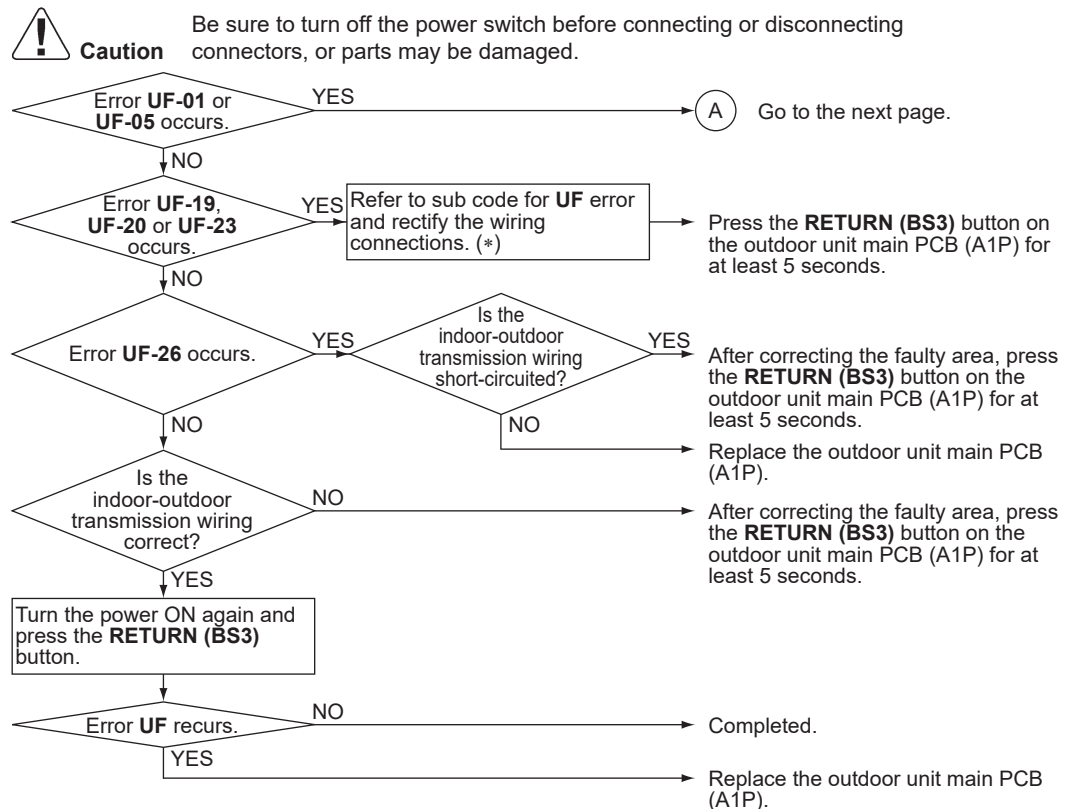 Be sure to turn off the power switch before connecting or disconnecting
Caution connectors, or parts may be damaged.
Error UF-01 or
UF-05 occurs.
YES
A Go to the next page.
NO
Error UF-19,
UF-20 or UF-23
occurs.
YES
Refer to sub code for UF error
and rectify the wiring
connections. (*)
Press the RETURN (BS3) button on
the outdoor unit main PCB (A1P) for
at least 5 seconds.
NO
Error UF-26 occurs.
YES
Is the
indoor-outdoor
transmission wiring
short-circuited?
YES
After correcting the faulty area, press
the RETURN (BS3) button on the
outdoor unit main PCB (A1P) for at
least 5 seconds.
NO
Replace the outdoor unit main PCB
(A1P).
NO
Is the
indoor-outdoor
transmission wiring
correct?
NO
After correcting the faulty area, press
the RETURN (BS3) button on the
outdoor unit main PCB (A1P) for at
least 5 seconds.
YES
Turn the power ON again and
press the RETURN (BS3)
button.
Error UF recurs.
NO
Completed.
YES
Replace the outdoor unit main PCB
(A1P).